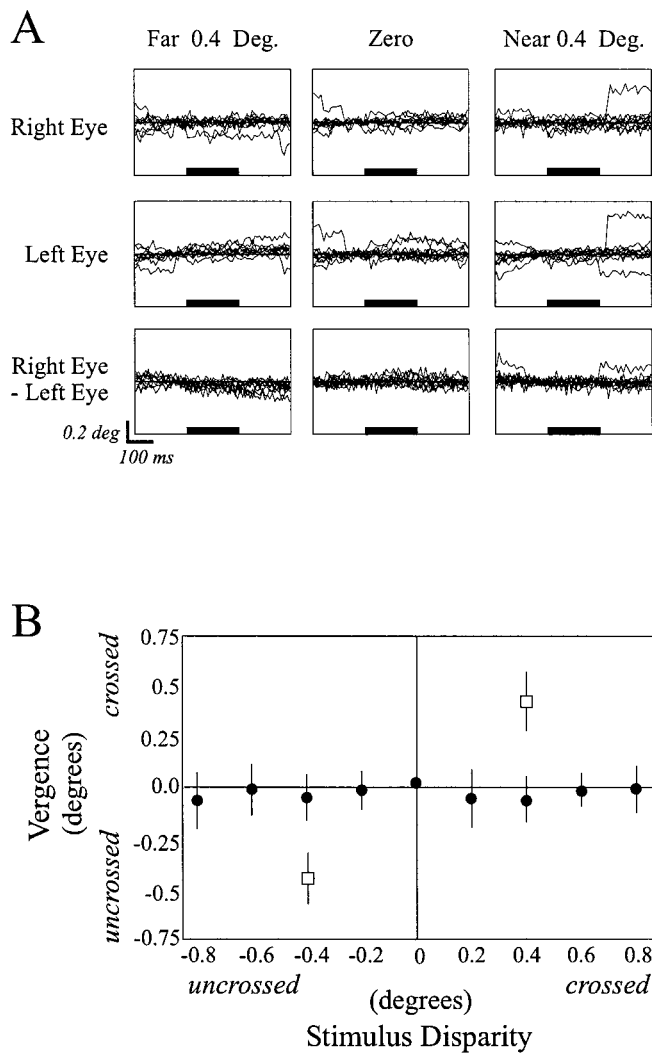 A
Far 0.4 Deg.
Zero
Near 0.4 Deg.
Right Eye
Left Eye
Right Eye
- Left Eye
0.2 deg
100 ms
B
crossed
uncrossed
Vergence
(degrees)
0.75
0.5
0.25
0.0
-0.25
-0.5
-0.75
-0.8
-0.6
-0.4
-0.2
0
0.2
0.4
0.6
0.8
uncrossed
(degrees)
crossed
Stimulus Disparity